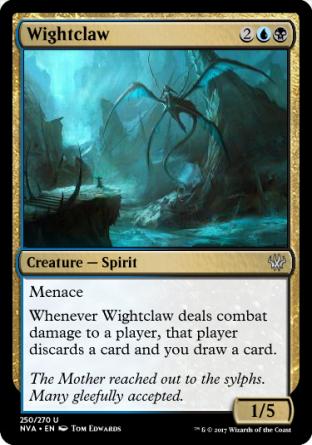 Wightclaw 2
Creature — Spirit
Menace
Whenever Wightclaw deals combat
damage to a player, that player
discards a card and you draw a card.
The Mother reached out to the sylphs.
Many gleefully accepted.
1/5
250/270 U
NVA • EN Tom Edwards
™ & © 2017 Wizards of the Coast